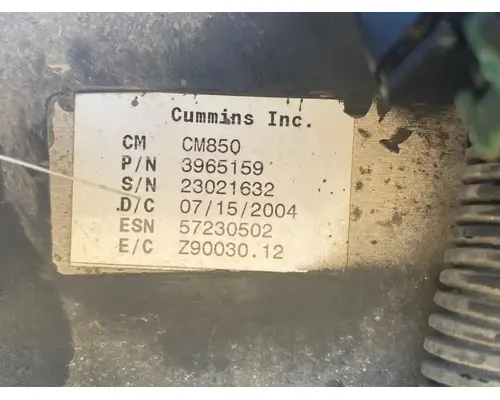 Cummins Inc.
CM CM850
P/N 3965159
S/N 23021632
D/C 07/15/2004
ESN 57230502
E/C Z90030.12